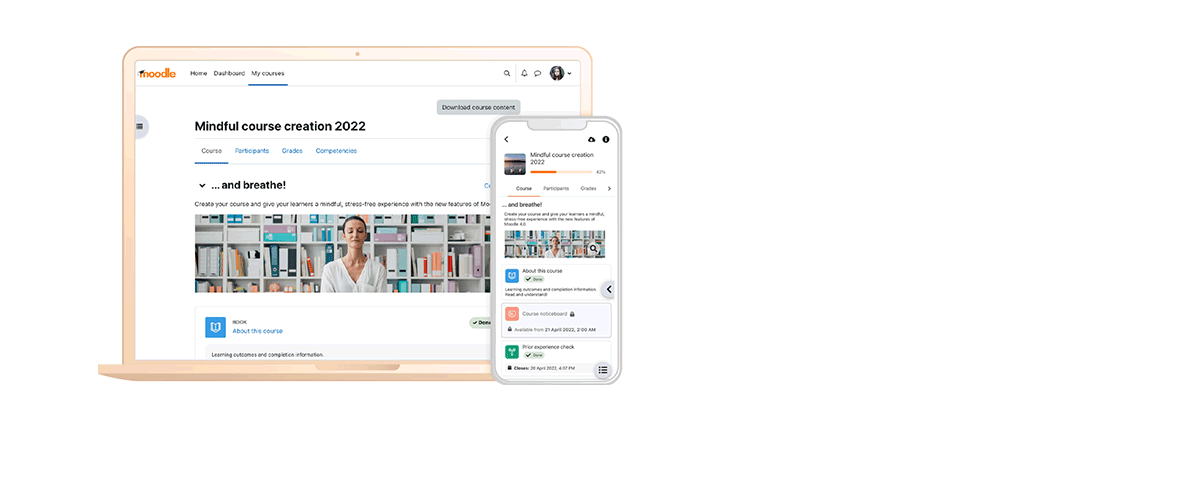 moodle Home Dashboard My courses
Download course content
Mindful course creation 2022
Course Participants Grades Competencies
... and breathe!
Create your course and give your learners a mindful, stress-free experience with the new features of
BOOK
About this course
Done
Learning outcomes and completion information.
Mindful course creation
2022
Course Participants Grades
... and breathe!
Create your course and give your learners a mindful,
stress-free experience with the new features of
Moodle 4.0
About this course
Done
Learning outcomes and completion information.
Read and understand!
Course noticeboard
Available from 21 April 2022, 2:00 AM
Prior experience check
Done
Closes: 20 April 2022, 4:07 PM